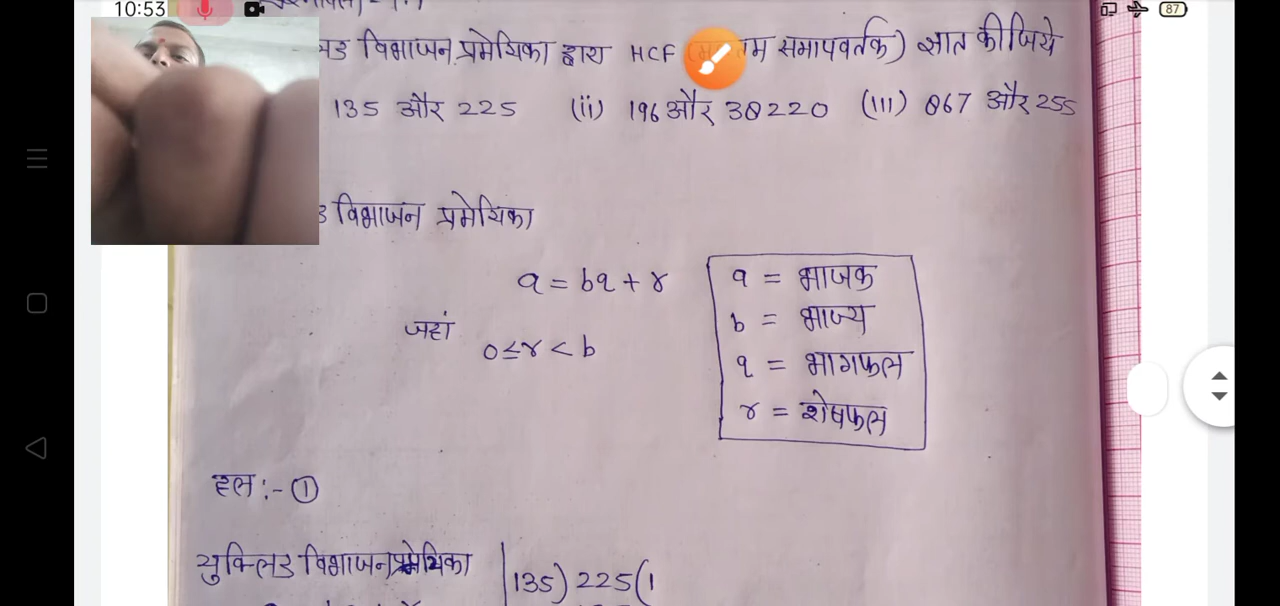 10:53 87
विभाजन प्रमेयिका द्वारा HCF समापवर्तक) ज्ञात कीजिये
135 और 225 (ii) 196 और 38220 (iii) 867 और 255
विभाजन प्रमेयिका
a = bq + r
जहां
0 ≤ r < b
a = भाजक
b = भाज्य
q = भागफल
r = शेषफल
हल :- ①
युक्लिड विभाजन प्रमेयिका
135) 225(1